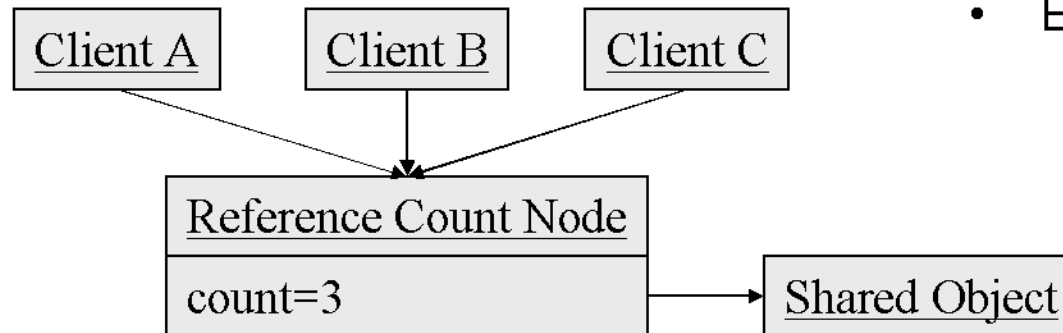 Client A
Client B
Client C
Reference Count Node
count=3
Shared Object